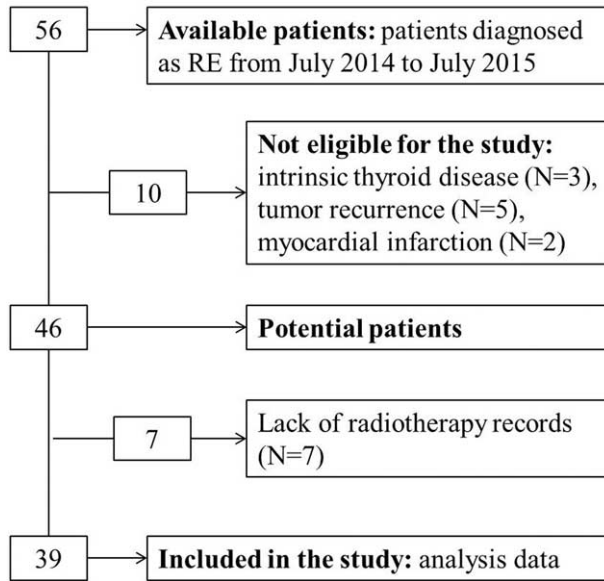 56
Available patients: patients diagnosed
as RE from July 2014 to July 2015
10
Not eligible for the study:
intrinsic thyroid disease (N=3),
tumor recurrence (N=5),
myocardial infarction (N=2)
46
Potential patients
7
Lack of radiotherapy records
(N=7)
39
Included in the study: analysis data